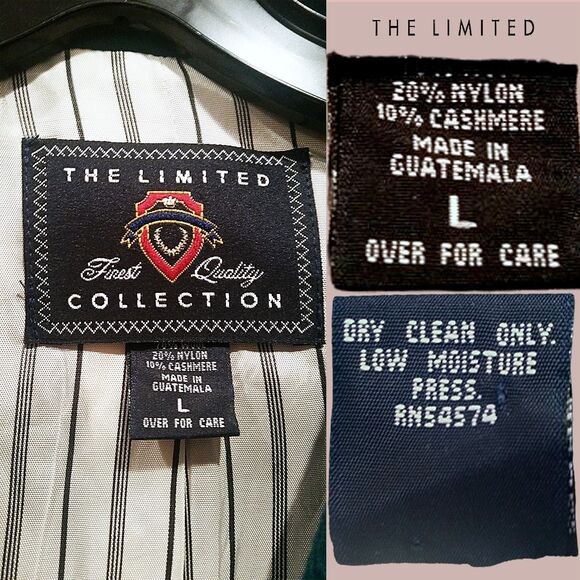 THE LIMITED
Finest Quality
COLLECTION
20% NYLON
10% CASHMERE
MADE IN
GUATEMALA
L
OVER FOR CARE
THE LIMITED
20% NYLON
10% CASHMERE
MADE IN
GUATEMALA
L
OVER FOR CARE
DRY CLEAN ONLY.
LOW MOISTURE
PRESS.
RN54574